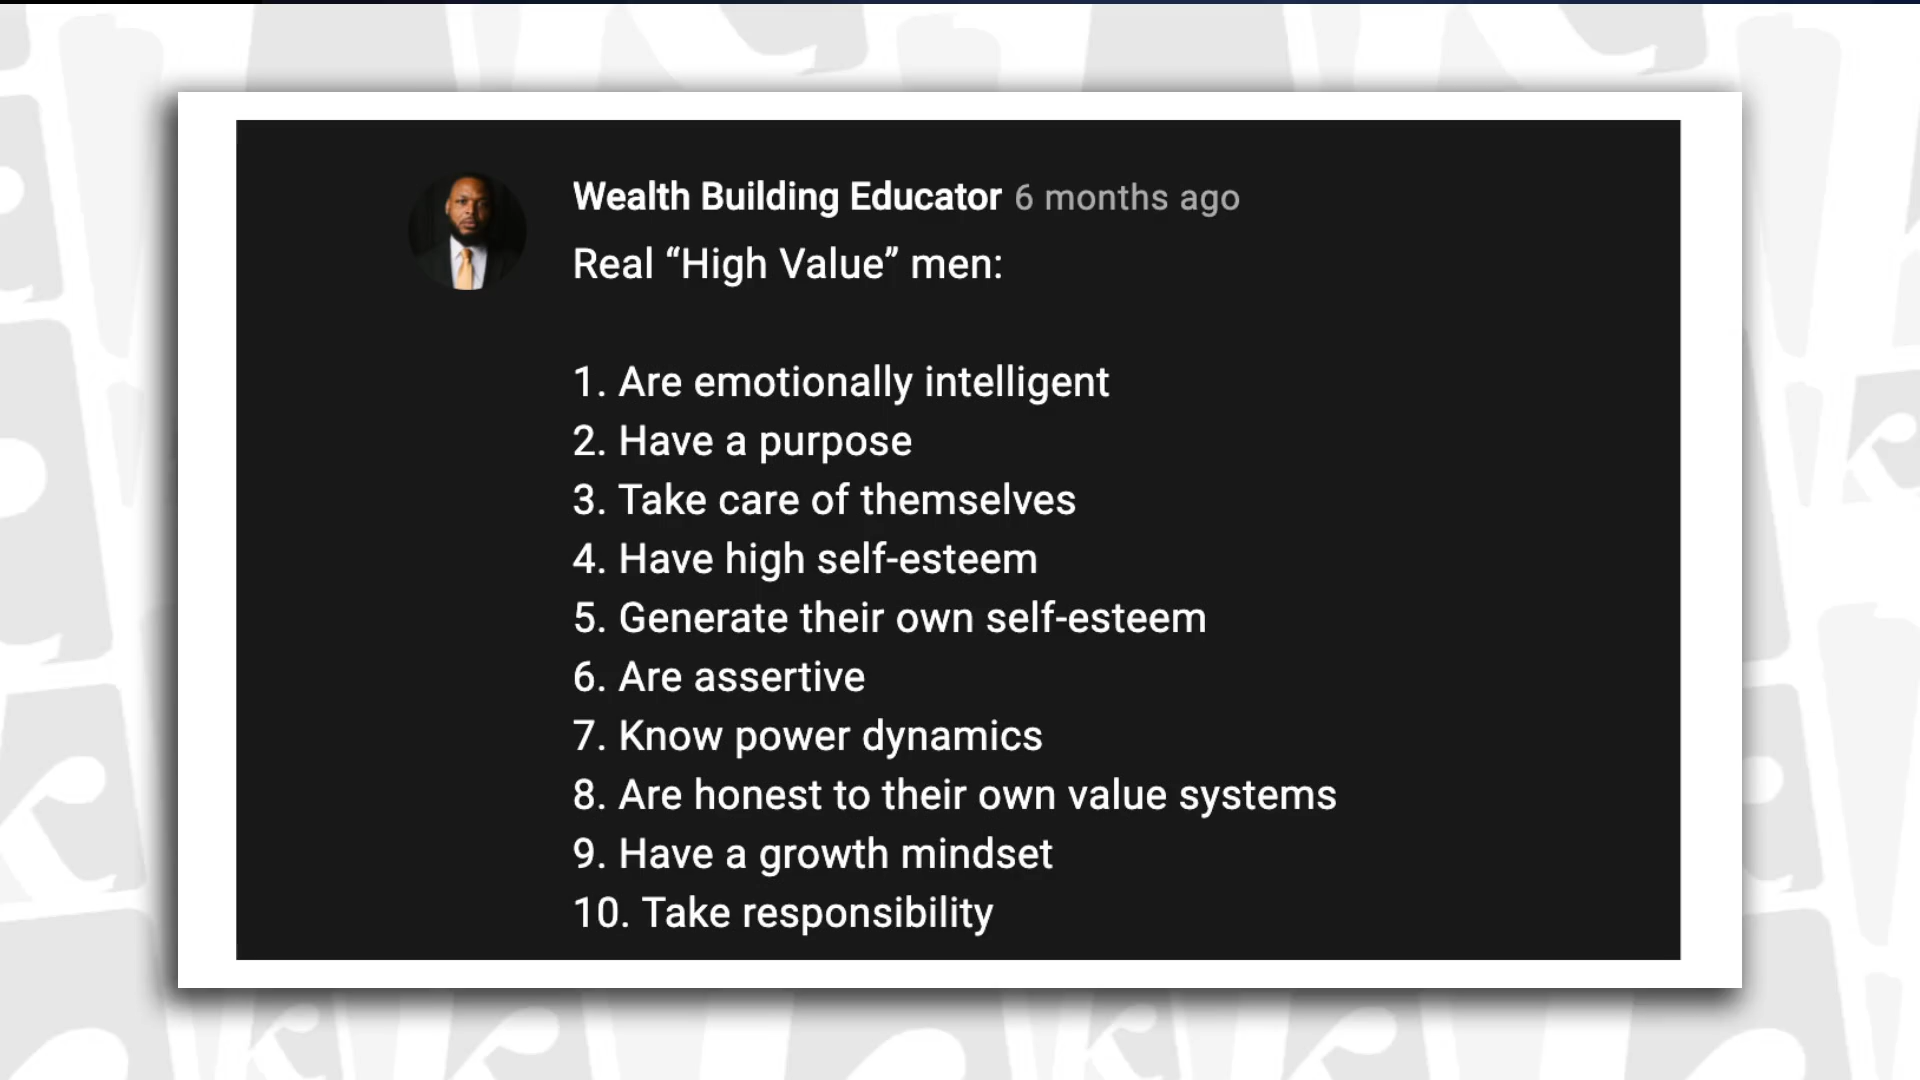 Wealth Building Educator 6 months ago
Real “High Value” men:
1. Are emotionally intelligent
2. Have a purpose
3. Take care of themselves
4. Have high self-esteem
5. Generate their own self-esteem
6. Are assertive
7. Know power dynamics
8. Are honest to their own value systems
9. Have a growth mindset
10. Take responsibility